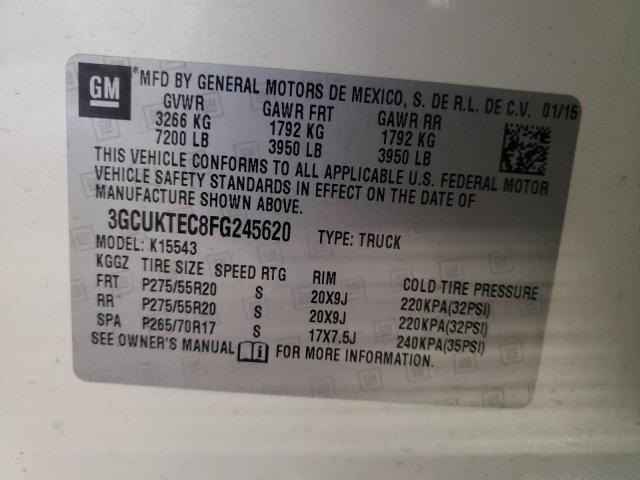 GM *MFD BY GENERAL MOTORS DE MEXICO, S. DE R.L. DE C.V. 01/15
GVWR GAWR FRT GAWR RR
3266 KG 1792 KG 1792 KG
7200 LB 3950 LB 3950 LB
THIS VEHICLE CONFORMS TO ALL APPLICABLE U.S. FEDERAL MOTOR
VEHICLE SAFETY STANDARDS IN EFFECT ON THE DATE OF
MANUFACTURE SHOWN ABOVE.
3GCUKTEC8FG245620 TYPE: TRUCK
MODEL: K15543
KGGZ TIRE SIZE SPEED RTG RIM COLD TIRE PRESSURE
FRT P275/55R20 S 20X9J 220KPA(32PSI)
RR P275/55R20 S 20X9J 220KPA(32PSI)
SPA P265/70R17 S 17X7.5J 240KPA(35PSI)
SEE OWNER'S MANUAL FOR MORE INFORMATION.